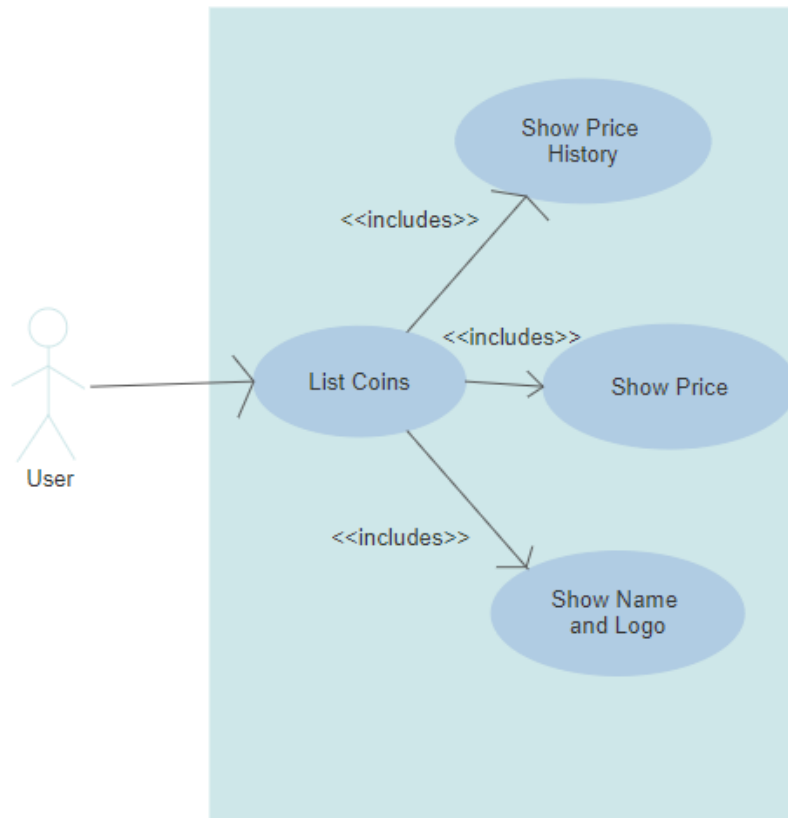 Show Price
History
<<includes>>
<<includes>>
List Coins
Show Price
User
<<includes>>
Show Name
and Logo